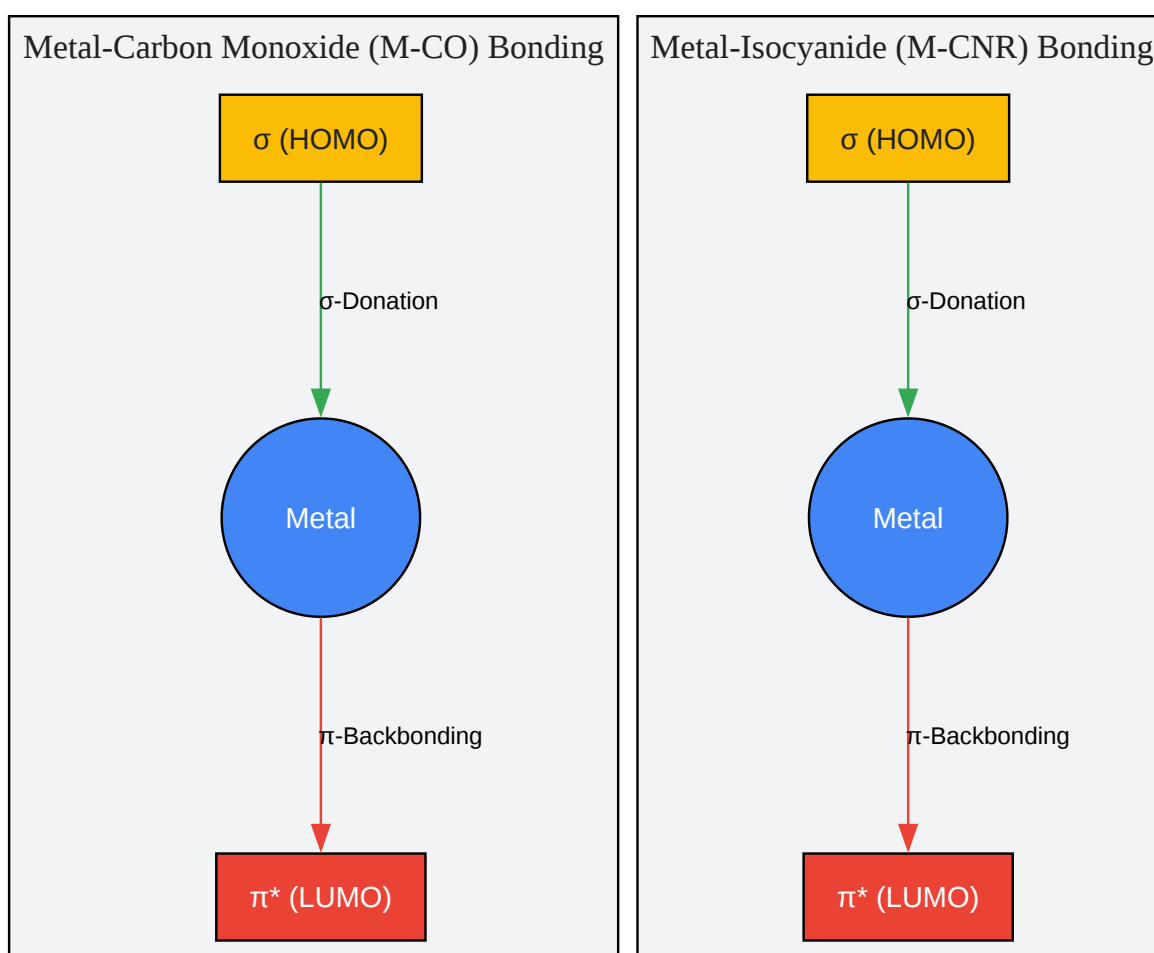 Metal-Carbon Monoxide (M-CO) Bonding
σ (HOMO)
σ-Donation
Metal
π-Backbonding
π* (LUMO)
Metal-Isocyanide (M-CNR) Bonding
σ (HOMO)
σ-Donation
Metal
π-Backbonding
π* (LUMO)